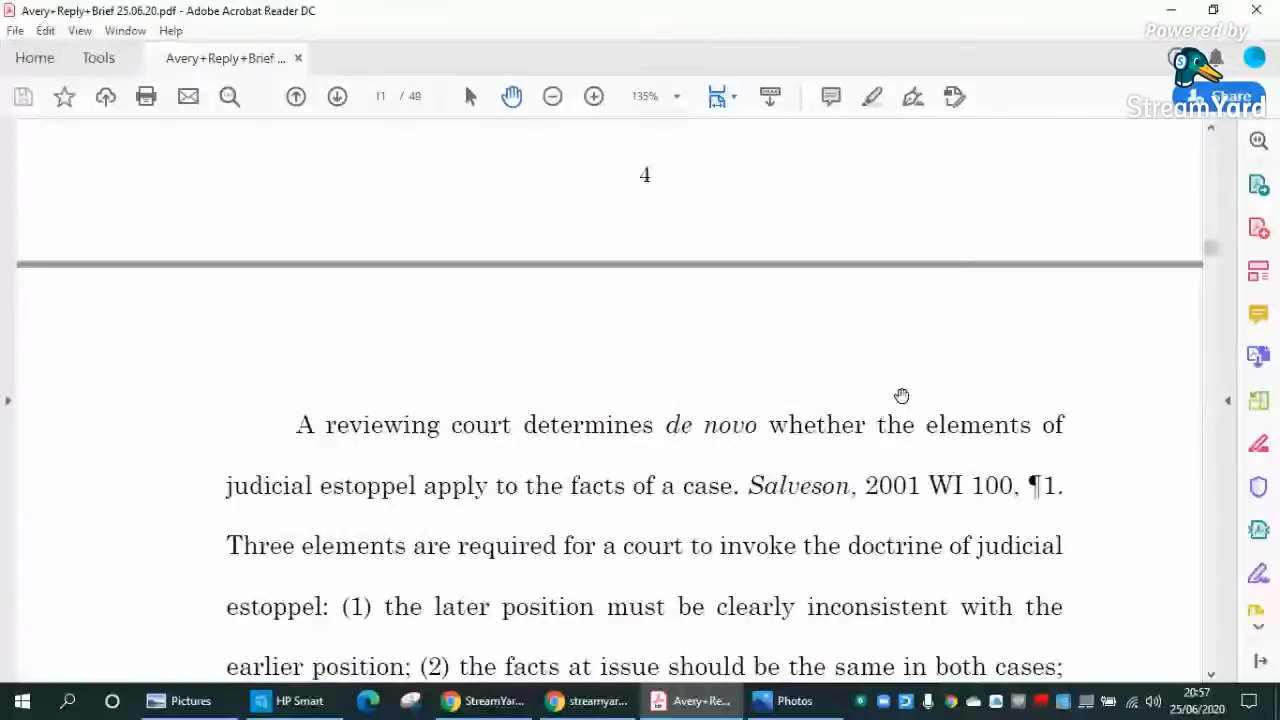 Avery+Reply+Brief 25.06.20.pdf - Adobe Acrobat Reader DC
File Edit View Window Help
Powered by
Home Tools Avery+Reply+Brief ... ×
StreamYard
Share
11 / 49 135%
4
A reviewing court determines de novo whether the elements of
judicial estoppel apply to the facts of a case. Salveson, 2001 WI 100, ¶1.
Three elements are required for a court to invoke the doctrine of judicial
estoppel: (1) the later position must be clearly inconsistent with the
earlier position; (2) the facts at issue should be the same in both cases;
Pictures HP Smart StreamYar... streamyar... Avery+Re... Photos
20:57
25/06/2020